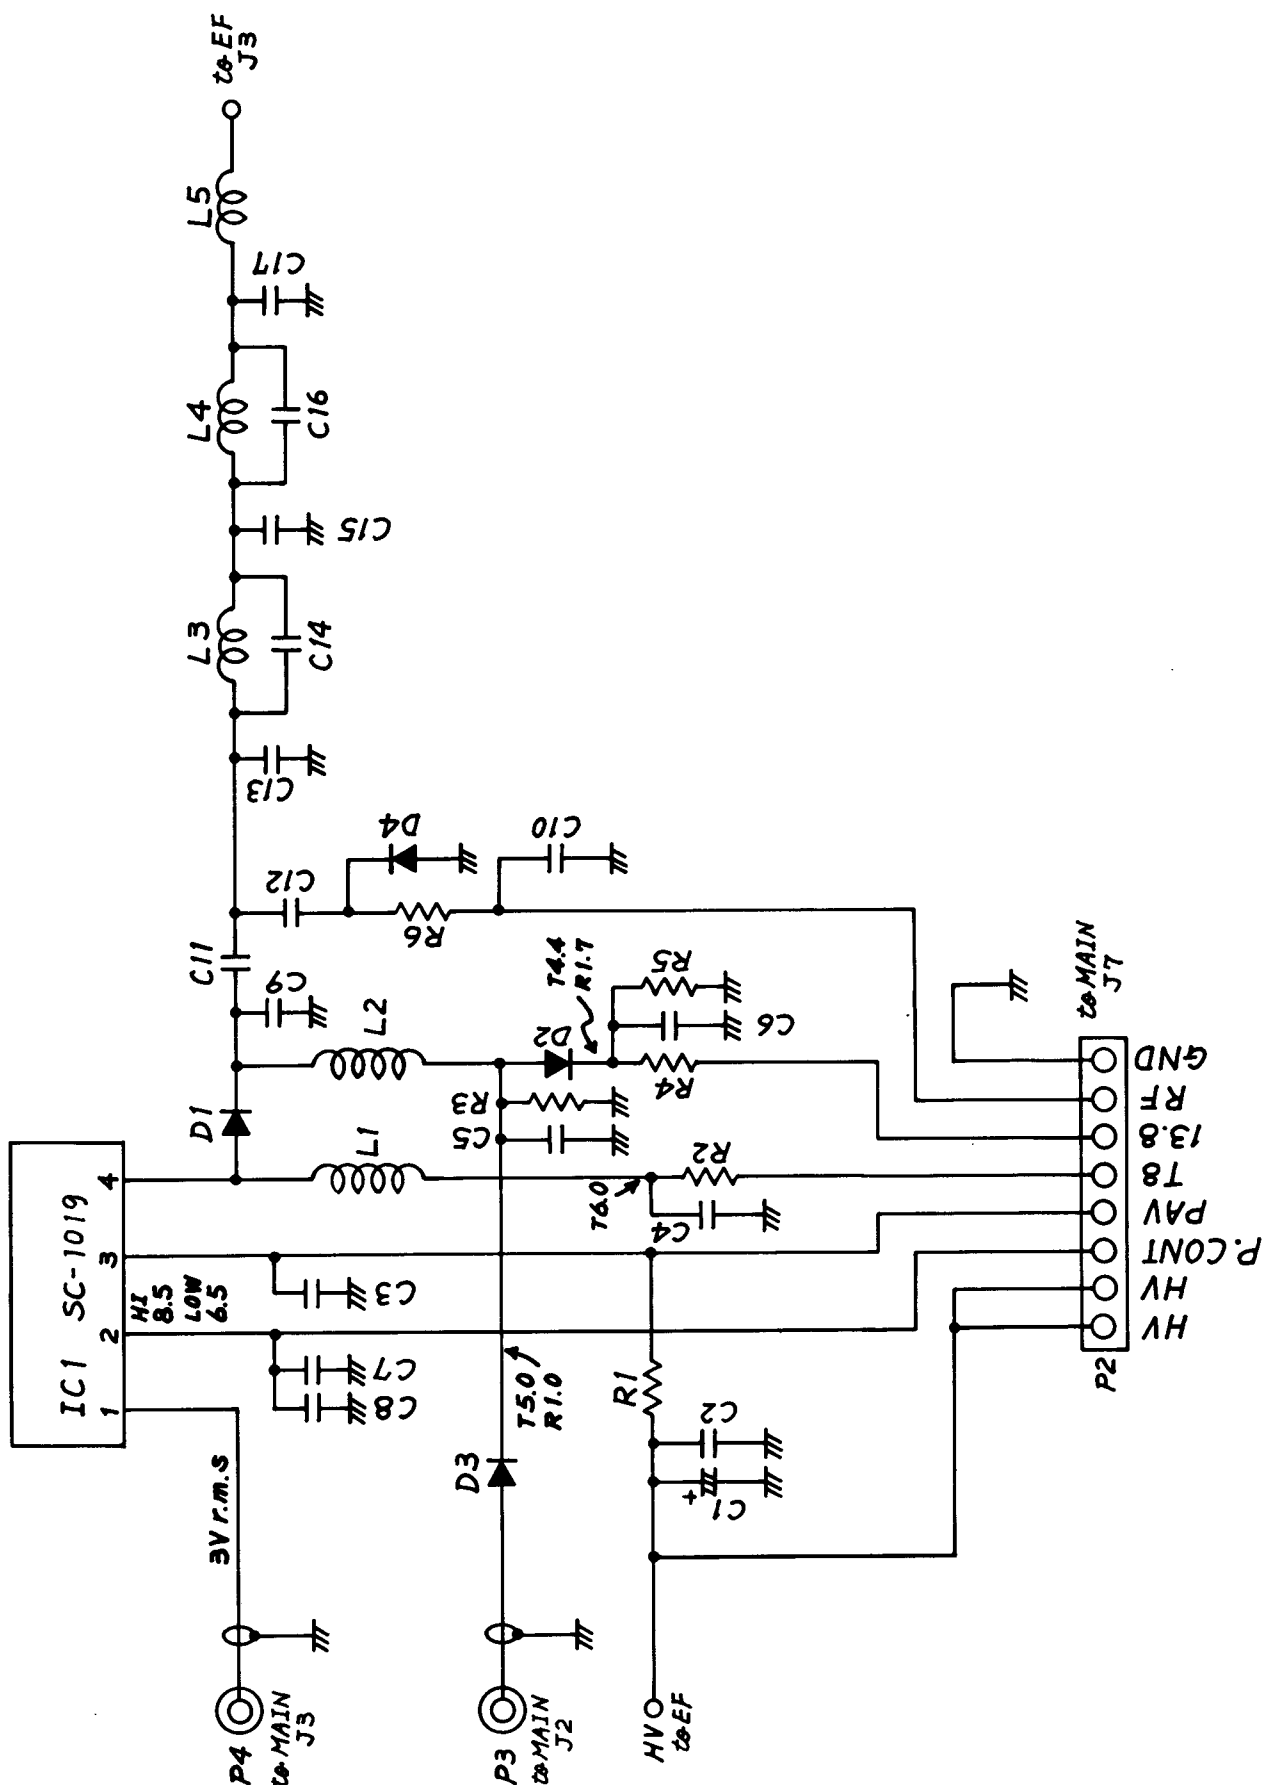 to EF
J3
L5
C17
L4
C16
C15
L3
C14
C13
D4
C10
C12
R6
C11
C9
T4.4
R1.7
R5
C6
D2
R4
L2
R3
C5
D1
L1
R2
T6.0
C4
IC1 SC-1019
1 2 3 4
HI
8.5
LOW
6.5
C3
C7
C8
T5.0
R1.0
R1
C2
+
C1
D3
3V r.m.s
P4
to MAIN
J3
P3
to MAIN
J2
HV
to EF
to MAIN
J7
P2
GND
RF
13.8
T8
PAV
P.CONT
HV
HV